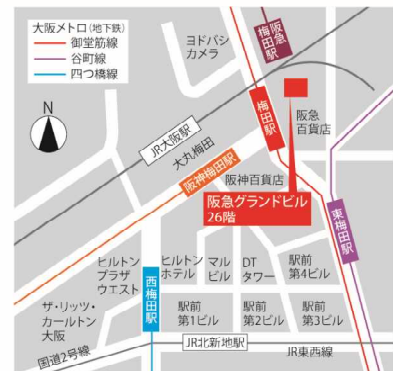 大阪メトロ(地下鉄)
御堂筋線
谷町線
四つ橋線
ヨドバシ
カメラ
阪急
梅田駅
N
梅田駅
阪急
百貨店
JR大阪駅
大丸梅田
阪神梅田駅
阪神百貨店
阪急グランドビル
26階
東梅田駅
ヒルトン
プラザ
ウエスト
西梅田駅
ヒルトン
ホテル
マル
ビル
DT
タワー
駅前
第4ビル
ザ・リッツ・
カールトン
大阪
駅前
第1ビル
駅前
第2ビル
駅前
第3ビル
国道2号線
JR北新地駅
JR東西線